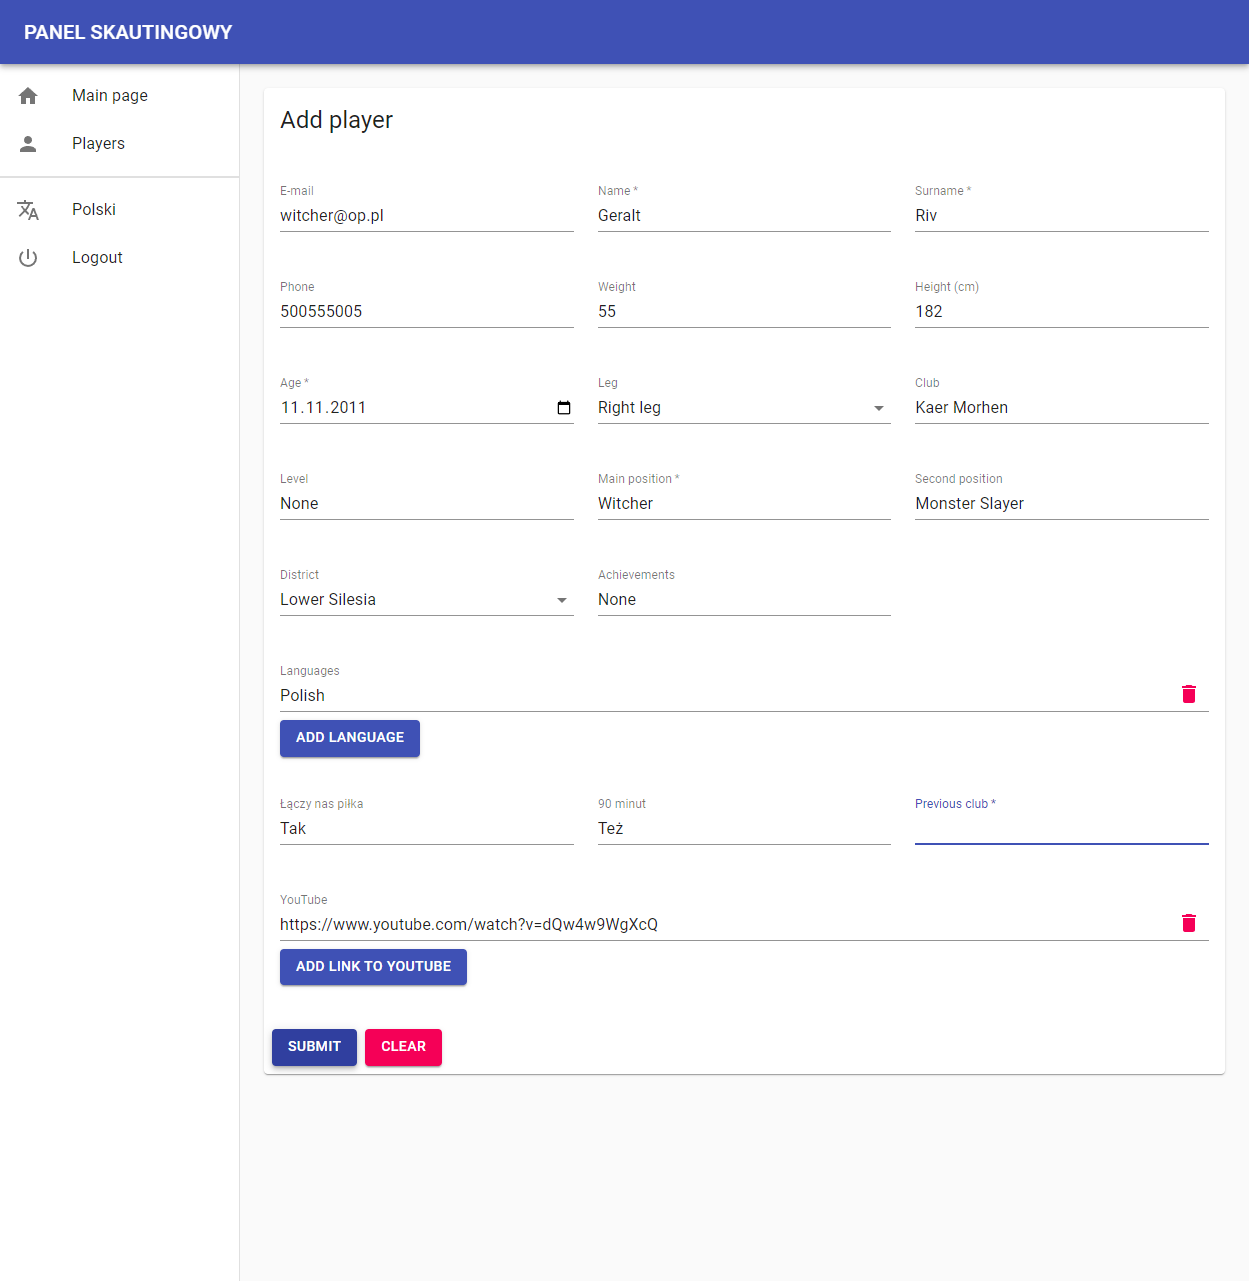 PANEL SKAUTINGOWY
Main page
Players
Polski
Logout
Add player
E-mail Name * Surname *
witcher@op.pl Geralt Riv
Phone Weight Height (cm)
500555005 55 182
Age * Leg Club
11.11.2011 Right leg Kaer Morhen
Level Main position * Second position
None Witcher Monster Slayer
District Achievements
Lower Silesia None
Languages
Polish
ADD LANGUAGE
Łączy nas piłka 90 minut Previous club *
Tak Też
YouTube
https://www.youtube.com/watch?v=dQw4w9WgXcQ
ADD LINK TO YOUTUBE
SUBMIT CLEAR